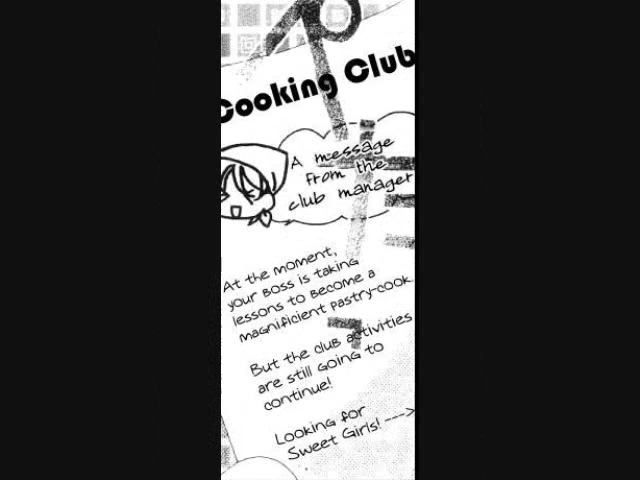 Cooking Club
A message
from the
club manager
At the moment,
your Boss is taking
lessons to become a
magnificient pastry-cook
But the club activities
are still going to
continue!
Looking for
Sweet Girls! --->